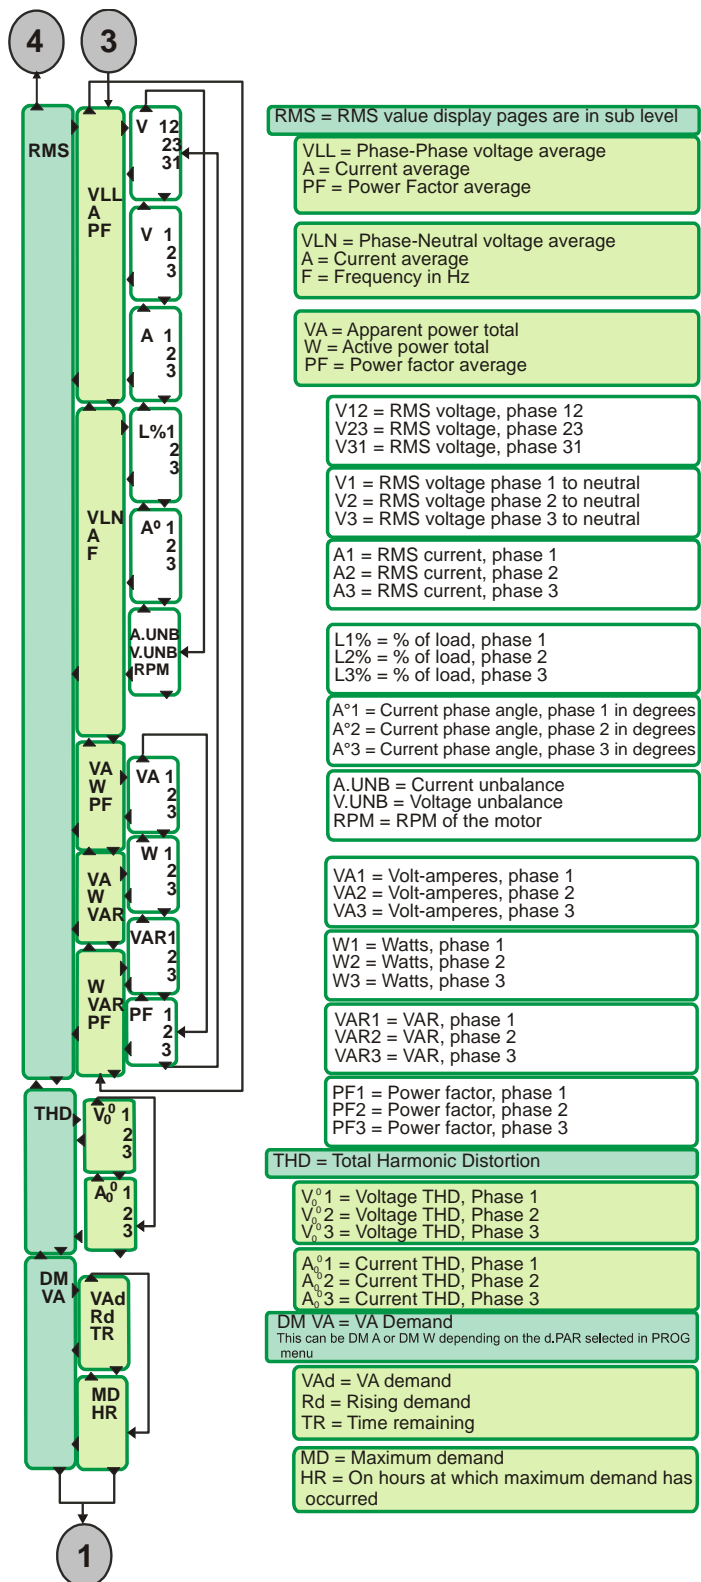 4
3
RMS
VLL
A
PF
V 12
23
31
V 1
2
3
A 1
2
3
VLN
A
F
L%1
2
3
Aº 1
2
3
A.UNB
V.UNB
RPM
VA
W
PF
VA 1
2
3
VA
W
VAR
W 1
2
3
W
VAR
PF
VAR1
2
3
PF 1
2
3
THD
V₀⁰ 1
2
3
A₀⁰ 1
2
3
DM
VA
VAd
Rd
TR
MD
HR
1
RMS = RMS value display pages are in sub level
VLL = Phase-Phase voltage average
A = Current average
PF = Power Factor average
VLN = Phase-Neutral voltage average
A = Current average
F = Frequency in Hz
VA = Apparent power total
W = Active power total
PF = Power factor average
V12 = RMS voltage, phase 12
V23 = RMS voltage, phase 23
V31 = RMS voltage, phase 31
V1 = RMS voltage phase 1 to neutral
V2 = RMS voltage phase 2 to neutral
V3 = RMS voltage phase 3 to neutral
A1 = RMS current, phase 1
A2 = RMS current, phase 2
A3 = RMS current, phase 3
L1% = % of load, phase 1
L2% = % of load, phase 2
L3% = % of load, phase 3
A°1 = Current phase angle, phase 1 in degrees
A°2 = Current phase angle, phase 2 in degrees
A°3 = Current phase angle, phase 3 in degrees
A.UNB = Current unbalance
V.UNB = Voltage unbalance
RPM = RPM of the motor
VA1 = Volt-amperes, phase 1
VA2 = Volt-amperes, phase 2
VA3 = Volt-amperes, phase 3
W1 = Watts, phase 1
W2 = Watts, phase 2
W3 = Watts, phase 3
VAR1 = VAR, phase 1
VAR2 = VAR, phase 2
VAR3 = VAR, phase 3
PF1 = Power factor, phase 1
PF2 = Power factor, phase 2
PF3 = Power factor, phase 3
THD = Total Harmonic Distortion
V₀⁰1 = Voltage THD, Phase 1
V₀⁰2 = Voltage THD, Phase 2
V₀⁰3 = Voltage THD, Phase 3
A₀⁰1 = Current THD, Phase 1
A₀⁰2 = Current THD, Phase 2
A₀⁰3 = Current THD, Phase 3
DM VA = VA Demand
This can be DM A or DM W depending on the d.PAR selected in PROG
menu
VAd = VA demand
Rd = Rising demand
TR = Time remaining
MD = Maximum demand
HR = On hours at which maximum demand has
occurred